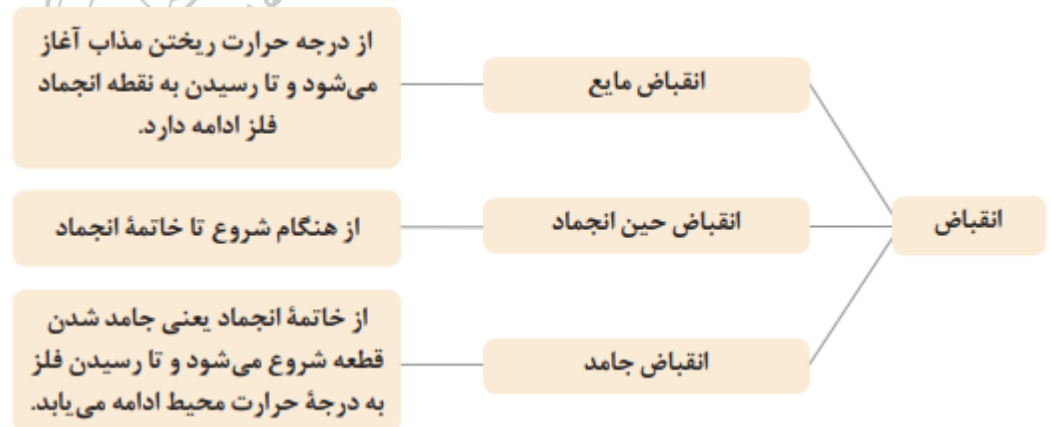 انقباض
انقباض مایع
از درجه حرارت ریختن مذاب آغاز
می‌شود و تا رسیدن به نقطه انجماد
فلز ادامه دارد.
انقباض حین انجماد
از هنگام شروع تا خاتمهٔ انجماد
انقباض جامد
از خاتمهٔ انجماد یعنی جامد شدن
قطعه شروع می‌شود و تا رسیدن فلز
به درجهٔ حرارت محیط ادامه می‌یابد.